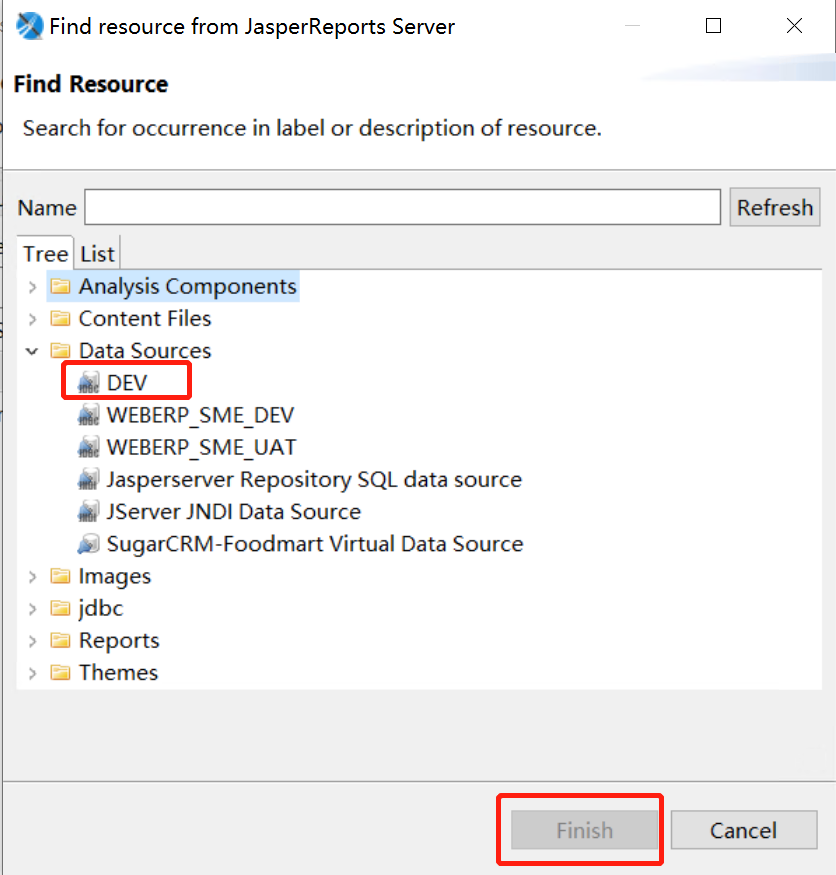 Find resource from JasperReports Server
Find Resource
Search for occurrence in label or description of resource.
Name Refresh
Tree List
Analysis Components
Content Files
Data Sources
DEV
WEBERP_SME_DEV
WEBERP_SME_UAT
Jasperserver Repository SQL data source
JServer JNDI Data Source
SugarCRM-Foodmart Virtual Data Source
Images
jdbc
Reports
Themes
Finish Cancel